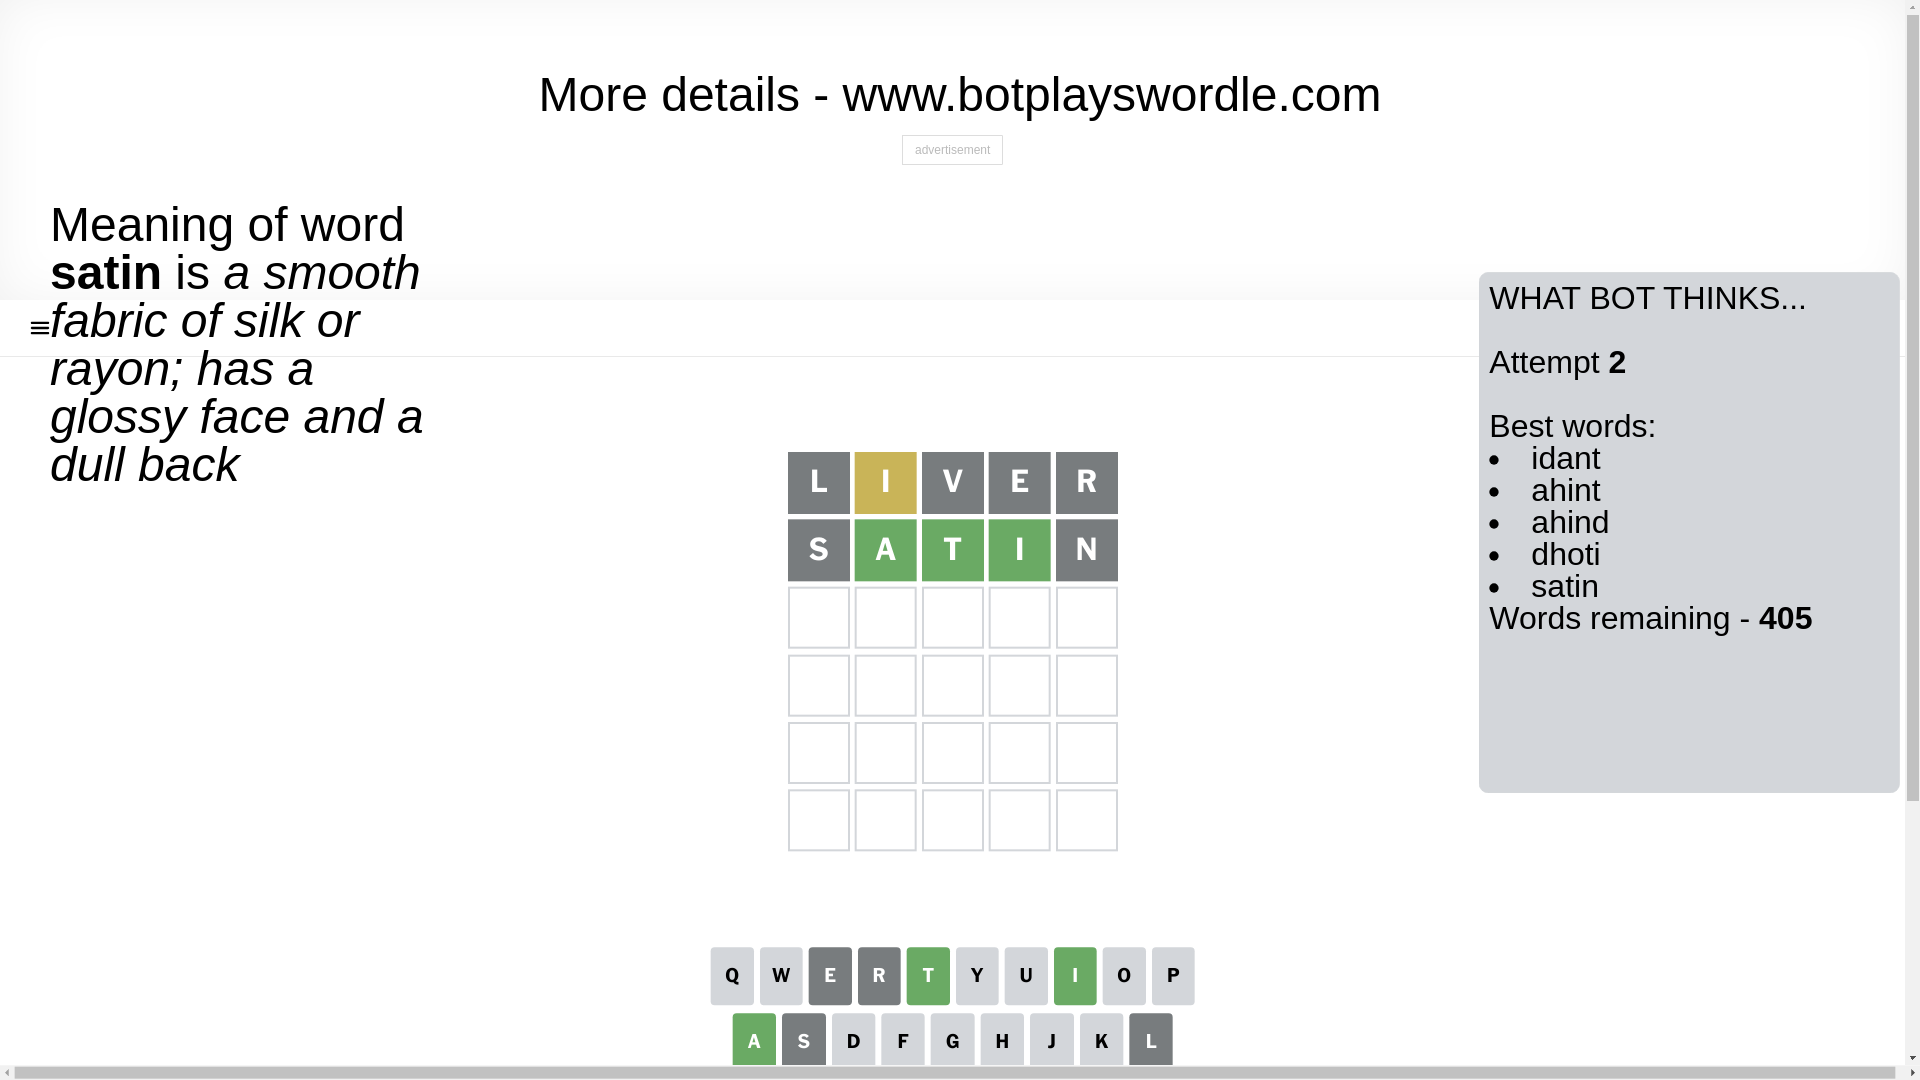 More details - www.botplayswordle.com
advertisement
Meaning of word
satin is a smooth
fabric of silk or
rayon; has a
glossy face and a
dull back
WHAT BOT THINKS...
Attempt 2
Best words:
• idant
• ahint
• ahind
• dhoti
• satin
Words remaining - 405
L I V E R
S A T I N
Q W E R T Y U I O P
A S D F G H J K L